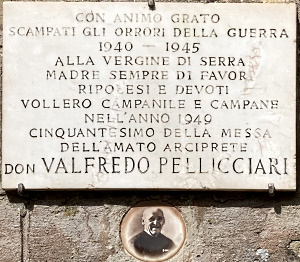 CON ANIMO GRATO
SCAMPATI GLI ORRORI DELLA GUERRA
1940 - 1945
ALLA VERGINE DI SERRA
MADRE SEMPRE DI FAVORI
RIPOLESI E DEVOTI
VOLLERO CAMPANILE E CAMPANE
NELL'ANNO 1949
CINQUANTESIMO DELLA MESSA
DELL'AMATO ARCIPRETE
DON VALFREDO PELLICCIARI